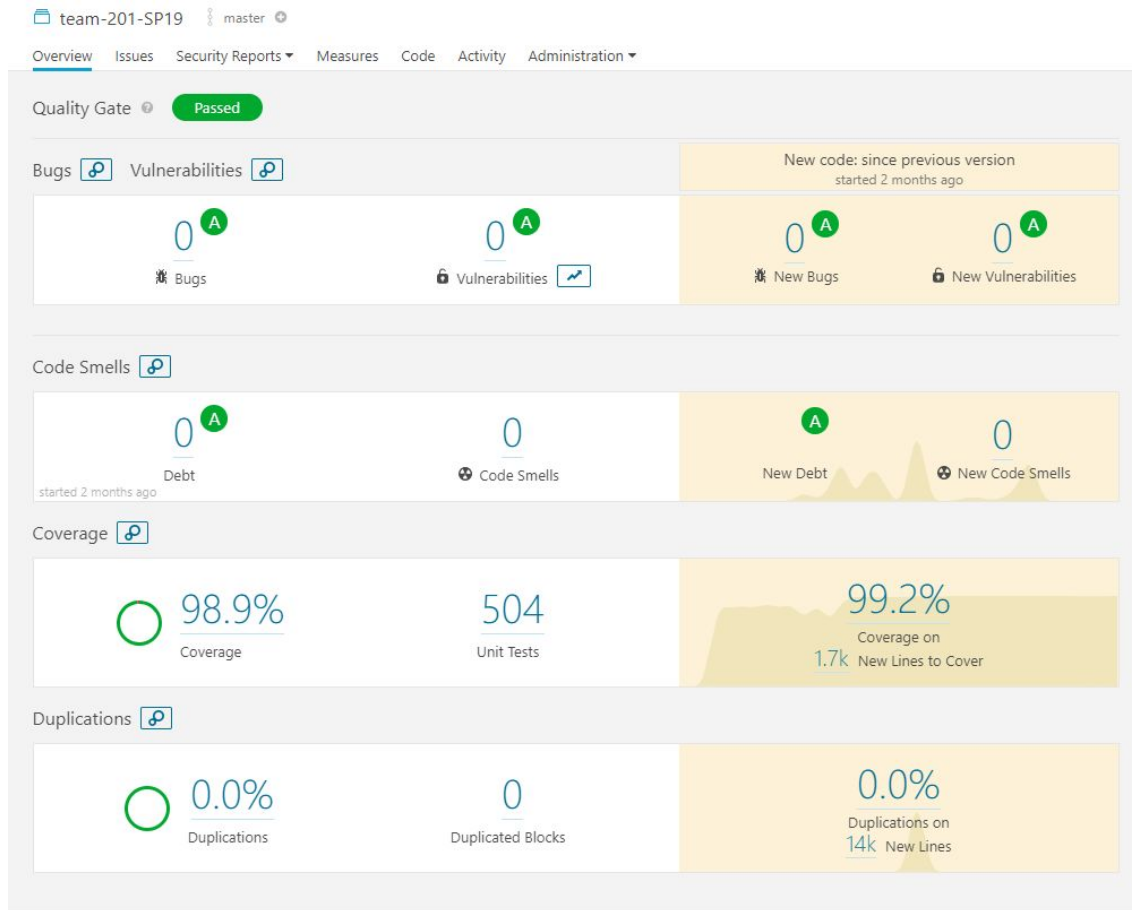 team-201-SP19 master
Overview Issues Security Reports Measures Code Activity Administration
Quality Gate ? Passed
Bugs Vulnerabilities
New code: since previous version
started 2 months ago
0 A
Bugs
0 A
Vulnerabilities
0 A
New Bugs
0 A
New Vulnerabilities
Code Smells
0 A
Debt
started 2 months ago
0
Code Smells
A
New Debt
0
New Code Smells
Coverage
98.9%
Coverage
504
Unit Tests
99.2%
Coverage on
1.7k New Lines to Cover
Duplications
0.0%
Duplications
0
Duplicated Blocks
0.0%
Duplications on
14k New Lines